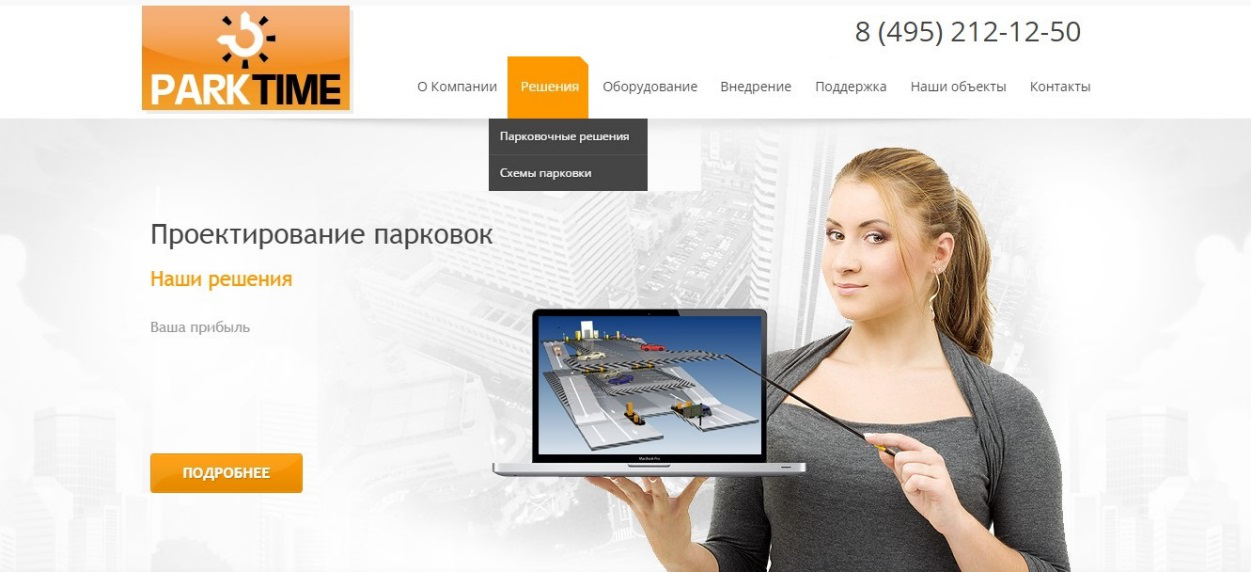 8 (495) 212-12-50
PARKTIME
О Компании Решения Оборудование Внедрение Поддержка Наши объекты Контакты
Парковочные решения
Схемы парковки
Проектирование парковок
Наши решения
Ваша прибыль
ПОДРОБНЕЕ
MacBook Pro